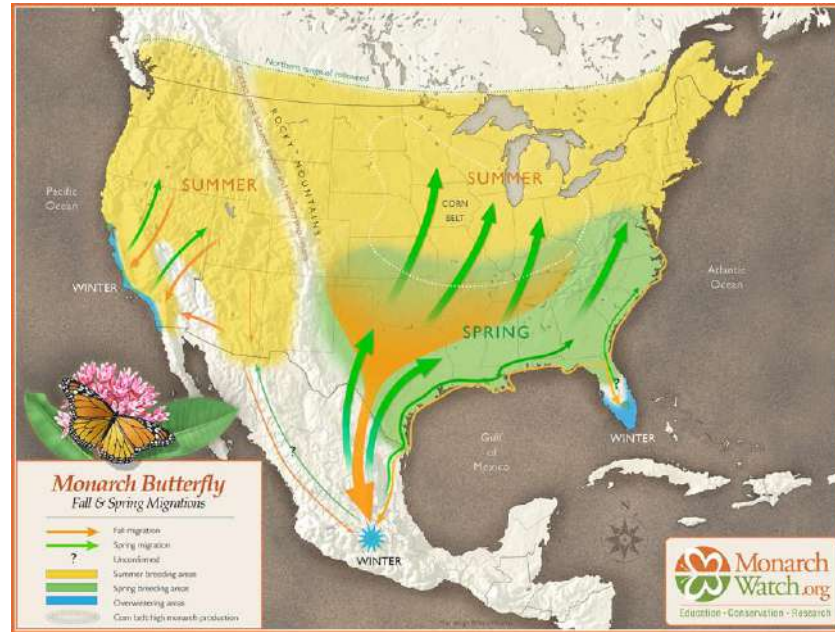 Northern range of milkweed
ROCKY MOUNTAINS
SUMMER
SUMMER
CORN
BELT
Pacific
Ocean
WINTER
Atlantic
Ocean
SPRING
?
WINTER
Gulf
of
Mexico
?
WINTER
N
Monarch Butterfly
Fall & Spring Migrations
Fall migration
Spring migration
? Unconfirmed
Summer breeding areas
Spring breeding areas
Overwintering areas
Corn belt: high monarch production
Monarch
Watch.org
Education • Conservation • Research